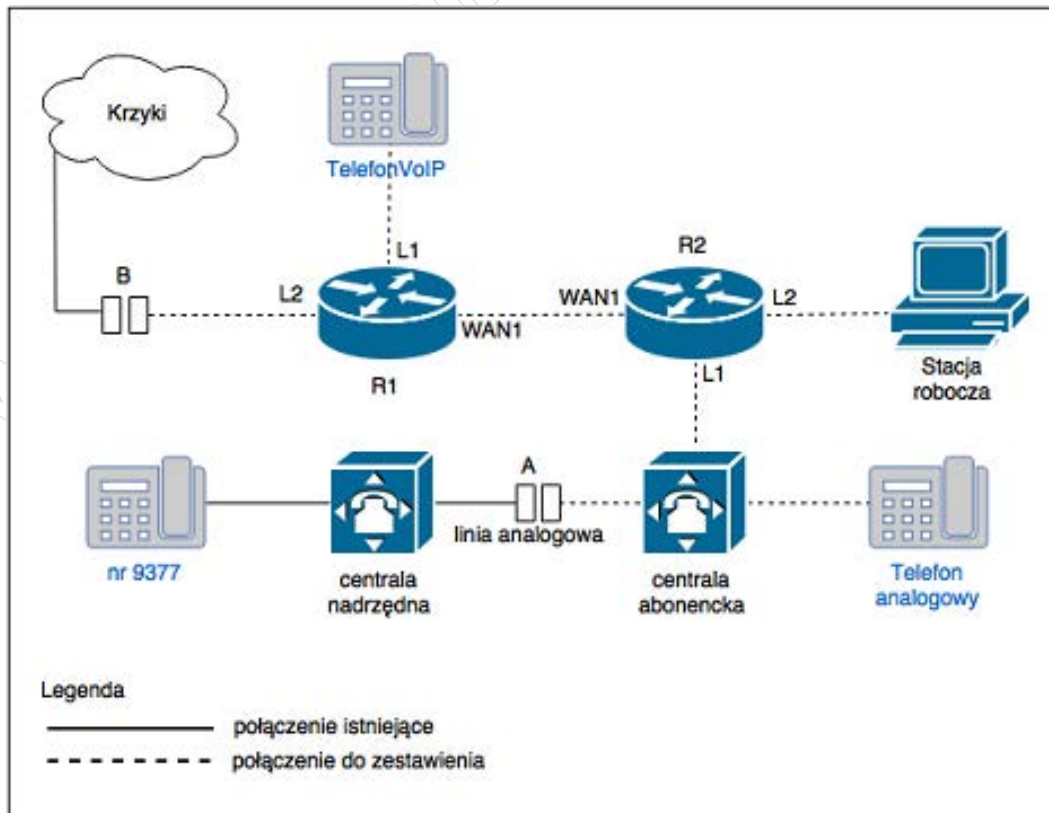 Krzyki
TelefonVoIP
B
L1
R2
L2
WAN1
L2
WAN1
R1
L1
Stacja
robocza
A
linia analogowa
nr 9377
centrala
nadrzędna
centrala
abonencka
Telefon
analogowy
Legenda
połączenie istniejące
połączenie do zestawienia